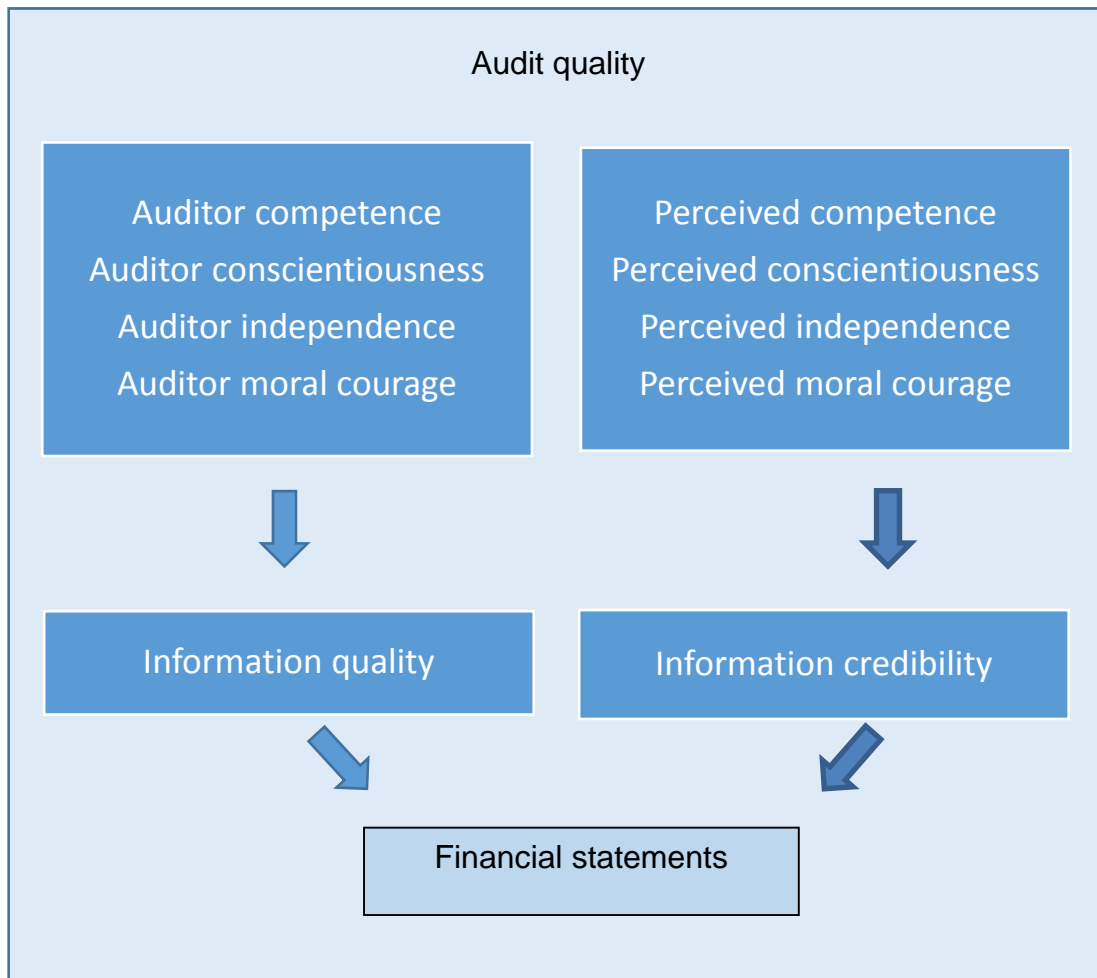 Audit quality
Auditor competence
Auditor conscientiousness
Auditor independence
Auditor moral courage
Perceived competence
Perceived conscientiousness
Perceived independence
Perceived moral courage
Information quality
Information credibility
Financial statements